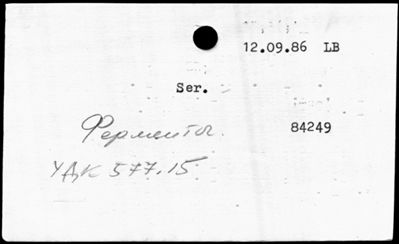 12.09.86 LB
Ser.
Ферменты.
84249
УДК 577.15